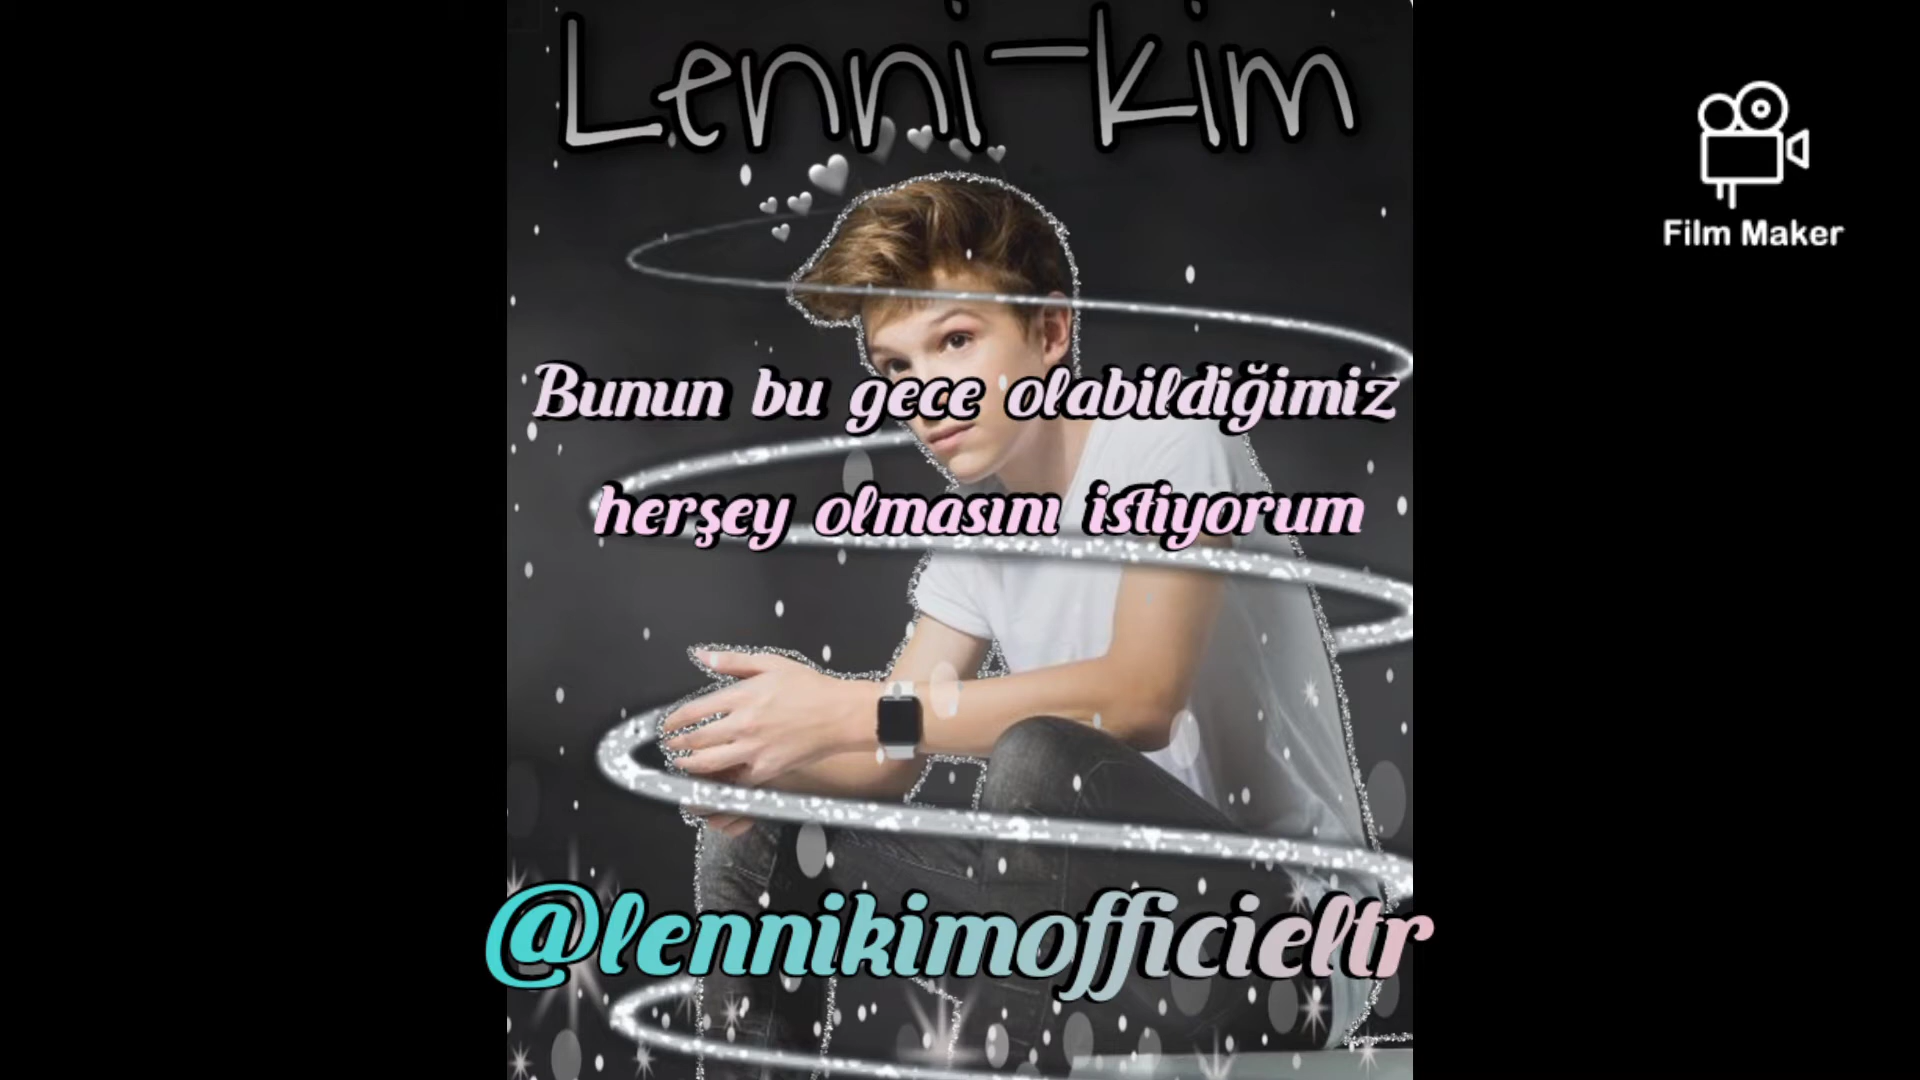 Lenni-kim
Film Maker
Bunun bu gece olabildiğimiz
herşey olmasını istiyorum
@lennikimofficieltr